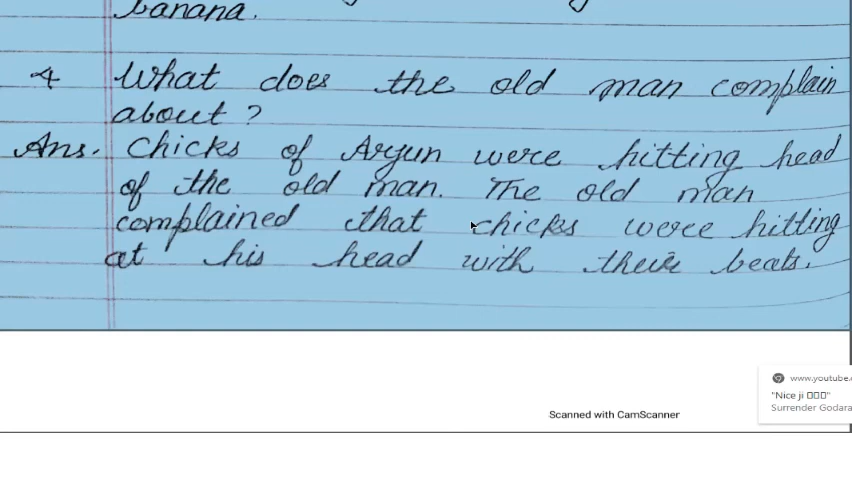 banana.
4 What does the old man complain
about?
Ans. Chicks of Arjun were hitting head
of the old man. The old man
complained that chicks were hitting
at his head with their beats.
www.youtube.c
"Nice ji
Surrender Godara
Scanned with CamScanner